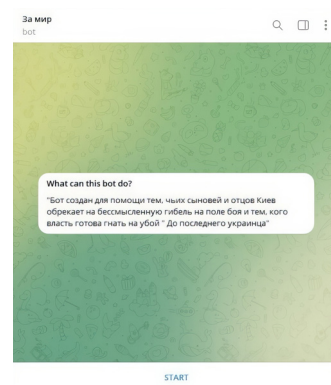 За мир
bot
What can this bot do?
"Бот создан для помощи тем, чьих сыновей и отцов Киев
обрекает на бессмысленную гибель на поле боя и тем, кого
власть готова гнать на убой " До последнего украинца"
START